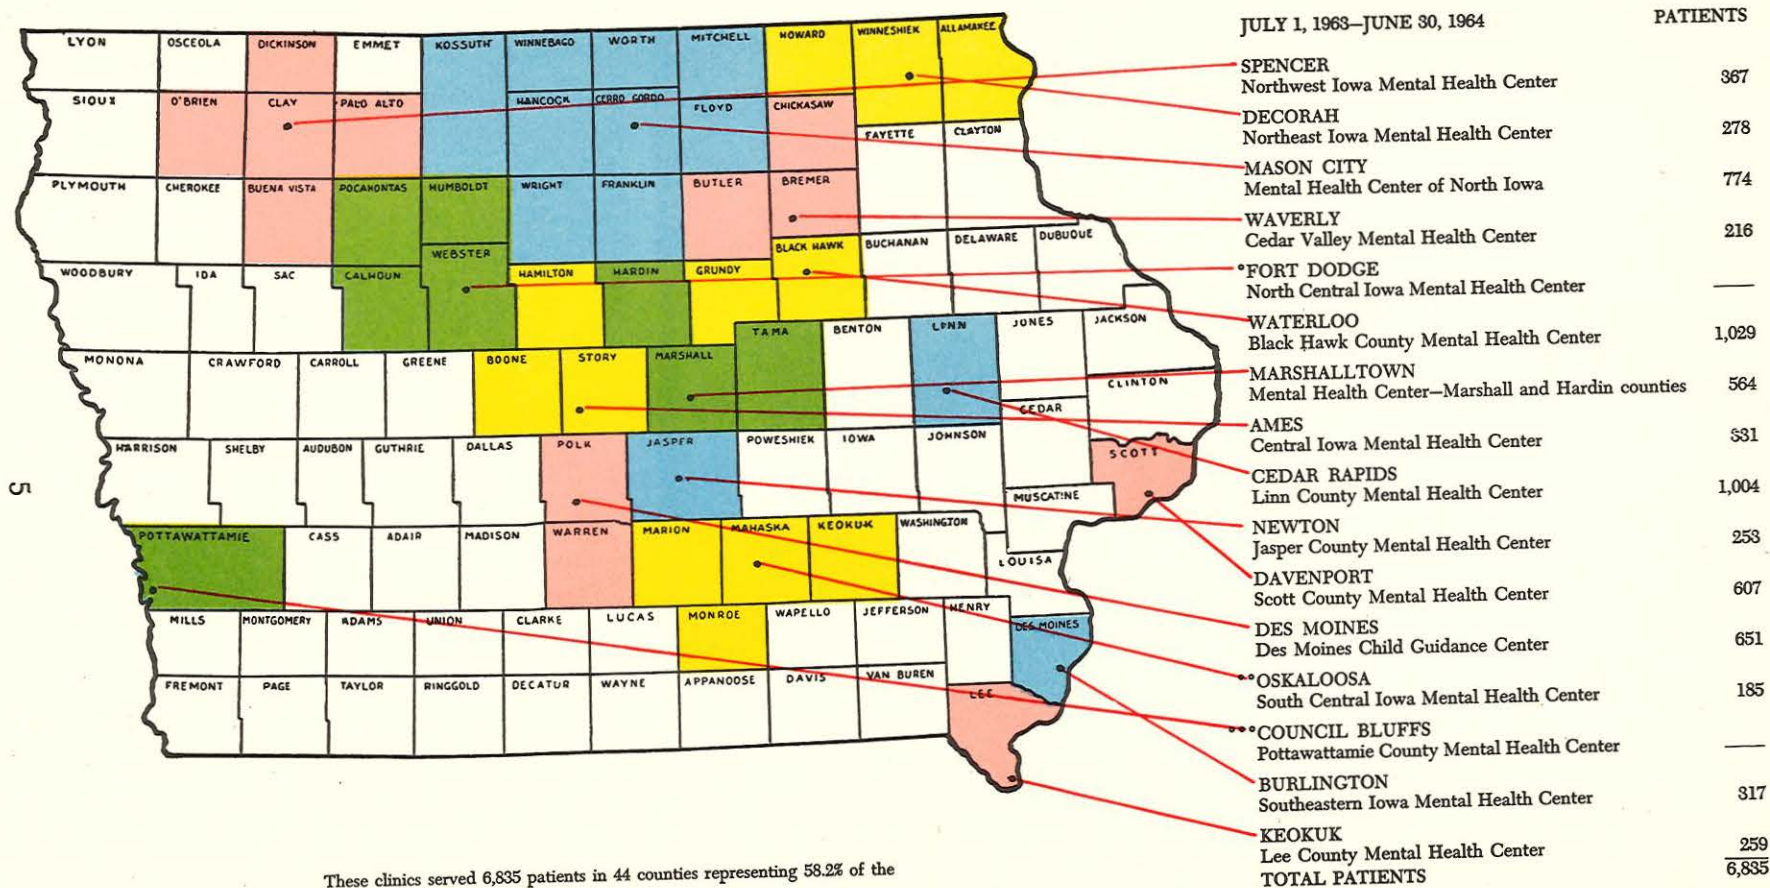 JULY 1, 1963—JUNE 30, 1964 PATIENTS
LYON OSCEOLA DICKINSON EMMET KOSSUTH WINNEBAGO WORTH MITCHELL HOWARD WINNESHIEK ALLAMAKEE
SIOUX O'BRIEN CLAY PALO ALTO HANCOCK CERRO GORDO FLOYD CHICKASAW FAYETTE CLAYTON
PLYMOUTH CHEROKEE BUENA VISTA POCAHONTAS HUMBOLDT WRIGHT FRANKLIN BUTLER BREMER
WOODBURY IDA SAC CALHOUN WEBSTER HAMILTON HARDIN GRUNDY BLACK HAWK BUCHANAN DELAWARE DUBUQUE
MONONA CRAWFORD CARROLL GREENE BOONE STORY MARSHALL TAMA BENTON LINN JONES JACKSON
CLINTON
CEDAR
HARRISON SHELBY AUDUBON GUTHRIE DALLAS POLK JASPER POWESHIEK IOWA JOHNSON SCOTT
MUSCATINE
POTTAWATTAMIE CASS ADAIR MADISON WARREN MARION MAHASKA KEOKUK WASHINGTON
LOUISA
MILLS MONTGOMERY ADAMS UNION CLARKE LUCAS MONROE WAPELLO JEFFERSON HENRY DES MOINES
FREMONT PAGE TAYLOR RINGGOLD DECATUR WAYNE APPANOOSE DAVIS VAN BUREN LEE
SPENCER
Northwest Iowa Mental Health Center 367
DECORAH
Northeast Iowa Mental Health Center 278
MASON CITY
Mental Health Center of North Iowa 774
WAVERLY
Cedar Valley Mental Health Center 216
°FORT DODGE
North Central Iowa Mental Health Center —
WATERLOO
Black Hawk County Mental Health Center 1,029
MARSHALLTOWN
Mental Health Center—Marshall and Hardin counties 564
AMES
Central Iowa Mental Health Center 331
CEDAR RAPIDS
Linn County Mental Health Center 1,004
NEWTON
Jasper County Mental Health Center 253
DAVENPORT
Scott County Mental Health Center 607
DES MOINES
Des Moines Child Guidance Center 651
°°OSKALOOSA
South Central Iowa Mental Health Center 185
°°°COUNCIL BLUFFS
Pottawattamie County Mental Health Center —
BURLINGTON
Southeastern Iowa Mental Health Center 317
KEOKUK
Lee County Mental Health Center 259
TOTAL PATIENTS 6,835
These clinics served 6,835 patients in 44 counties representing 58.2% of the
5